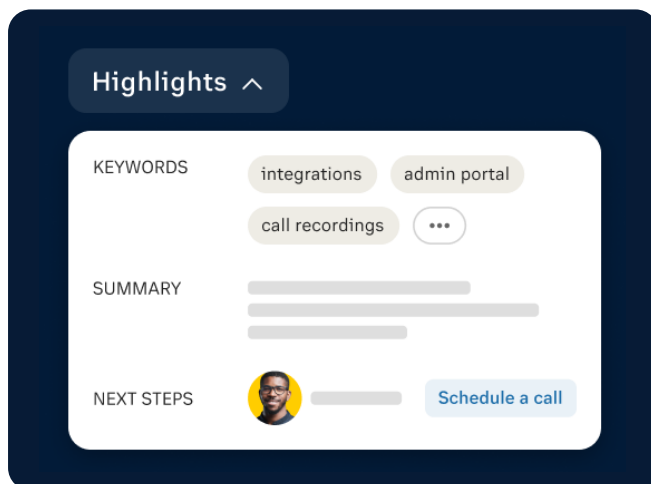 Highlights
KEYWORDS
integrations admin portal
call recordings
SUMMARY
NEXT STEPS Schedule a call